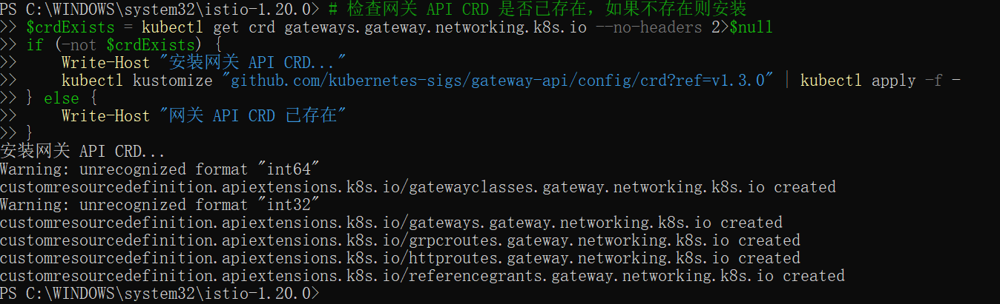 PS C:\WINDOWS\system32\istio-1.20.0> # 检查网关 API CRD 是否已存在，如果不存在则安装
>> $crdExists = kubectl get crd gateways.gateway.networking.k8s.io --no-headers 2>$null
>> if (-not $crdExists) {
>>     Write-Host "安装网关 API CRD..."
>>     kubectl kustomize "github.com/kubernetes-sigs/gateway-api/config/crd?ref=v1.3.0" | kubectl apply -f -
>> } else {
>>     Write-Host "网关 API CRD 已存在"
>> }
安装网关 API CRD...
Warning: unrecognized format "int64"
customresourcedefinition.apiextensions.k8s.io/gatewayclasses.gateway.networking.k8s.io created
Warning: unrecognized format "int32"
customresourcedefinition.apiextensions.k8s.io/gateways.gateway.networking.k8s.io created
customresourcedefinition.apiextensions.k8s.io/grpcroutes.gateway.networking.k8s.io created
customresourcedefinition.apiextensions.k8s.io/httproutes.gateway.networking.k8s.io created
customresourcedefinition.apiextensions.k8s.io/referencegrants.gateway.networking.k8s.io created
PS C:\WINDOWS\system32\istio-1.20.0>